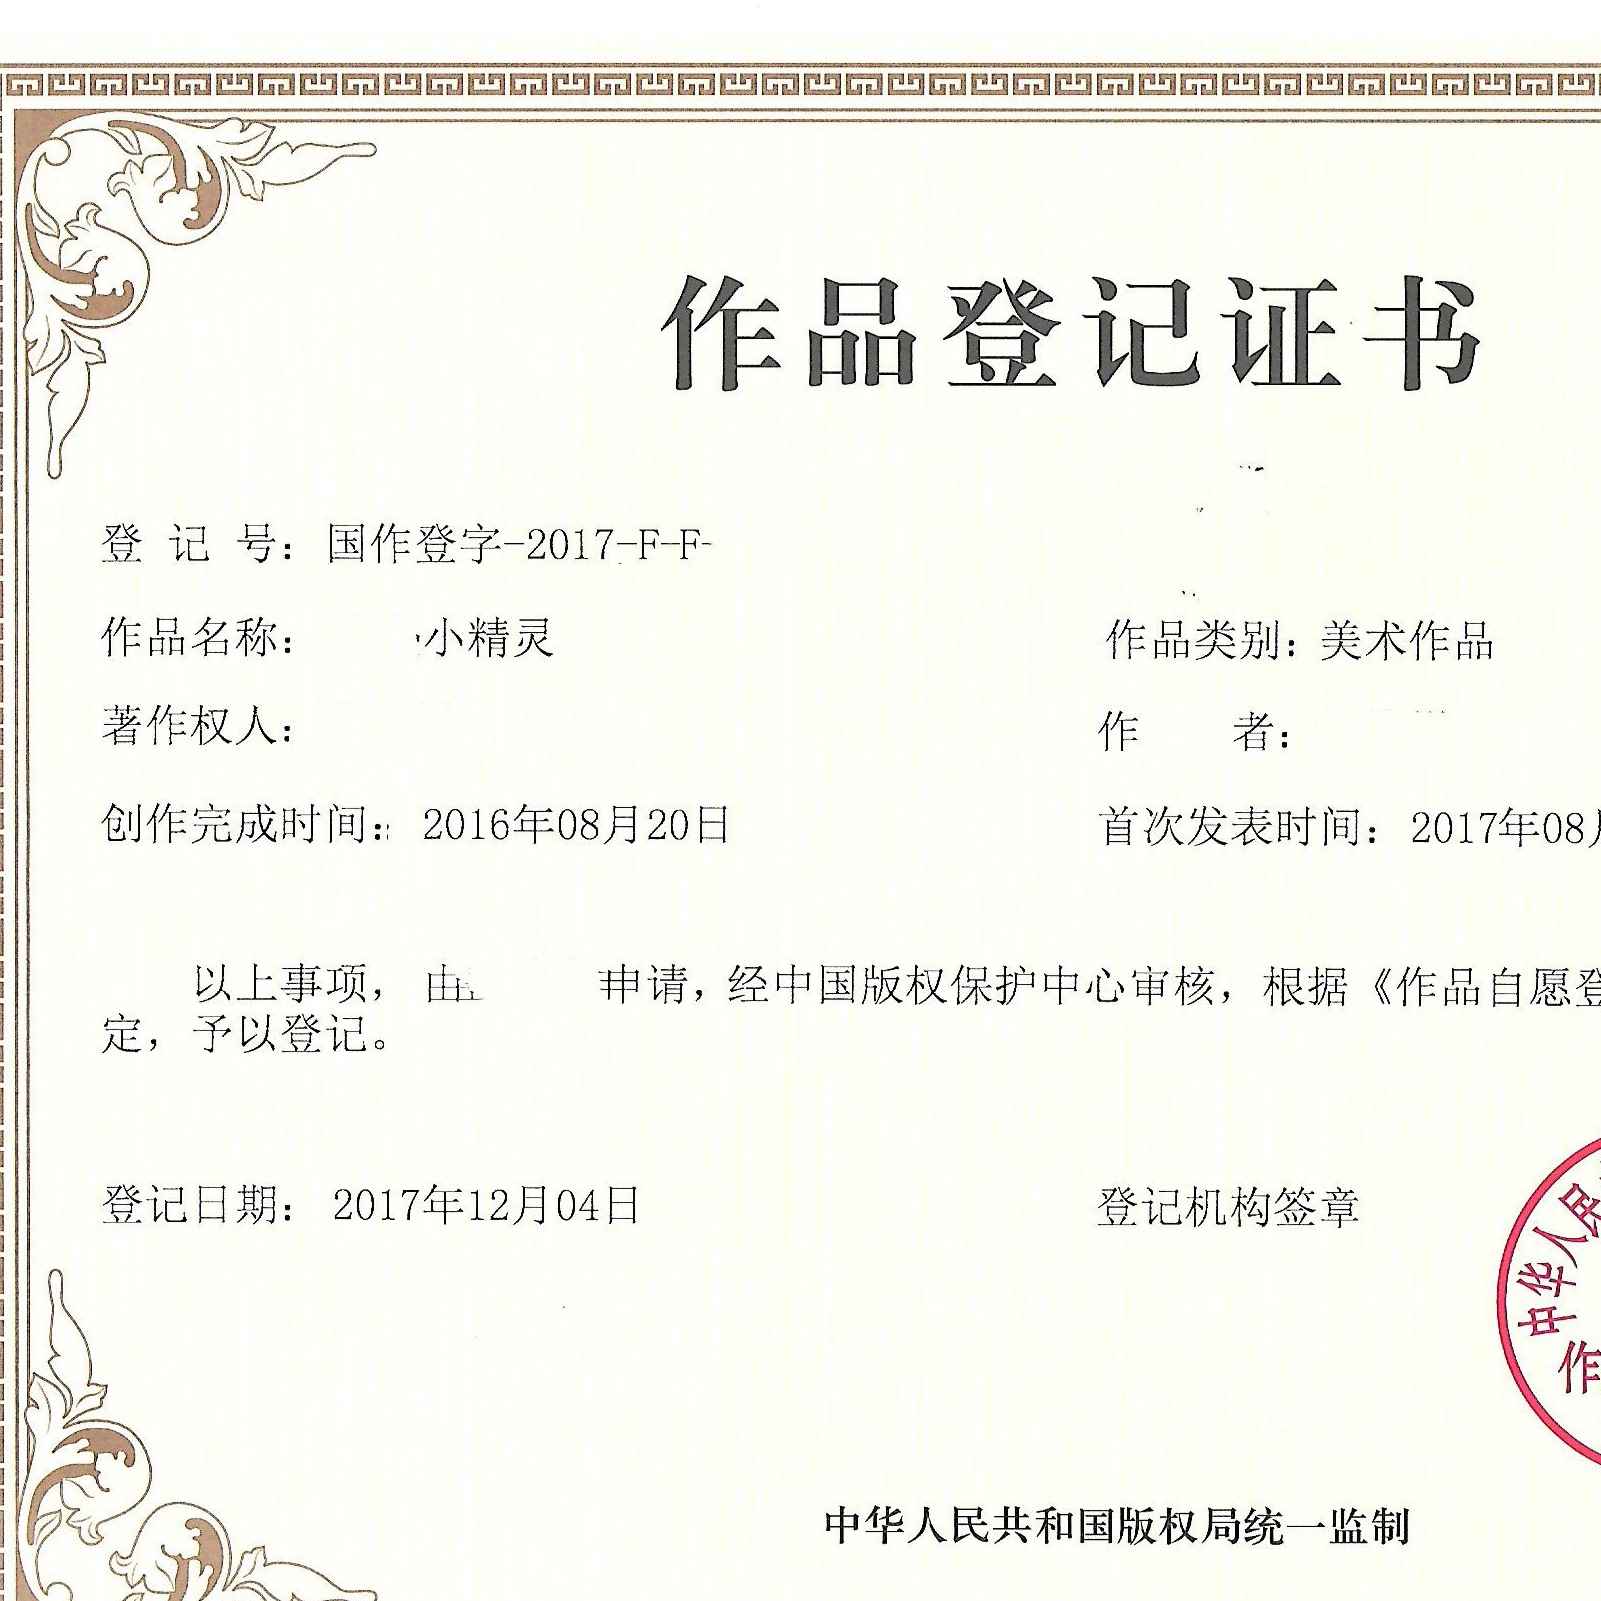 作品登记证书
登记号：国作登字-2017-F-F-
作品名称： 小精灵 作品类别：美术作品
著作权人： 作 者：
创作完成时间： 2016年08月20日 首次发表时间： 2017年08月
以上事项， 由 申请，经中国版权保护中心审核，根据《作品自愿登
定，予以登记。
登记日期： 2017年12月04日 登记机构签章
中华人民
作
中华人民共和国版权局统一监制